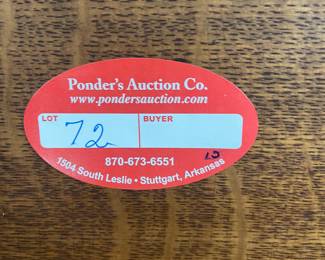 Ponder's Auction Co.
www.pondersauction.com
LOT BUYER
72
870-673-6551
1504 South Leslie • Stuttgart, Arkansas